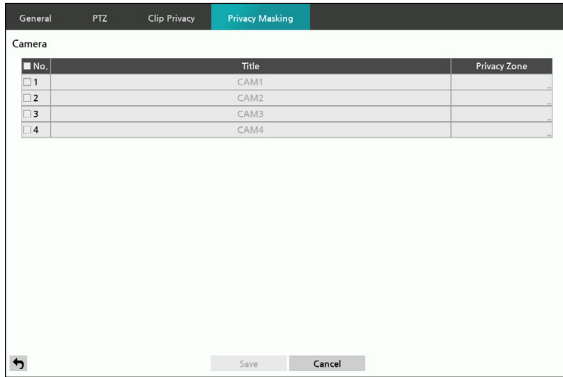 General PTZ Clip Privacy Privacy Masking
Camera
No. Title Privacy Zone
1 CAM1 ...
2 CAM2 ...
3 CAM3 ...
4 CAM4 ...
Save Cancel